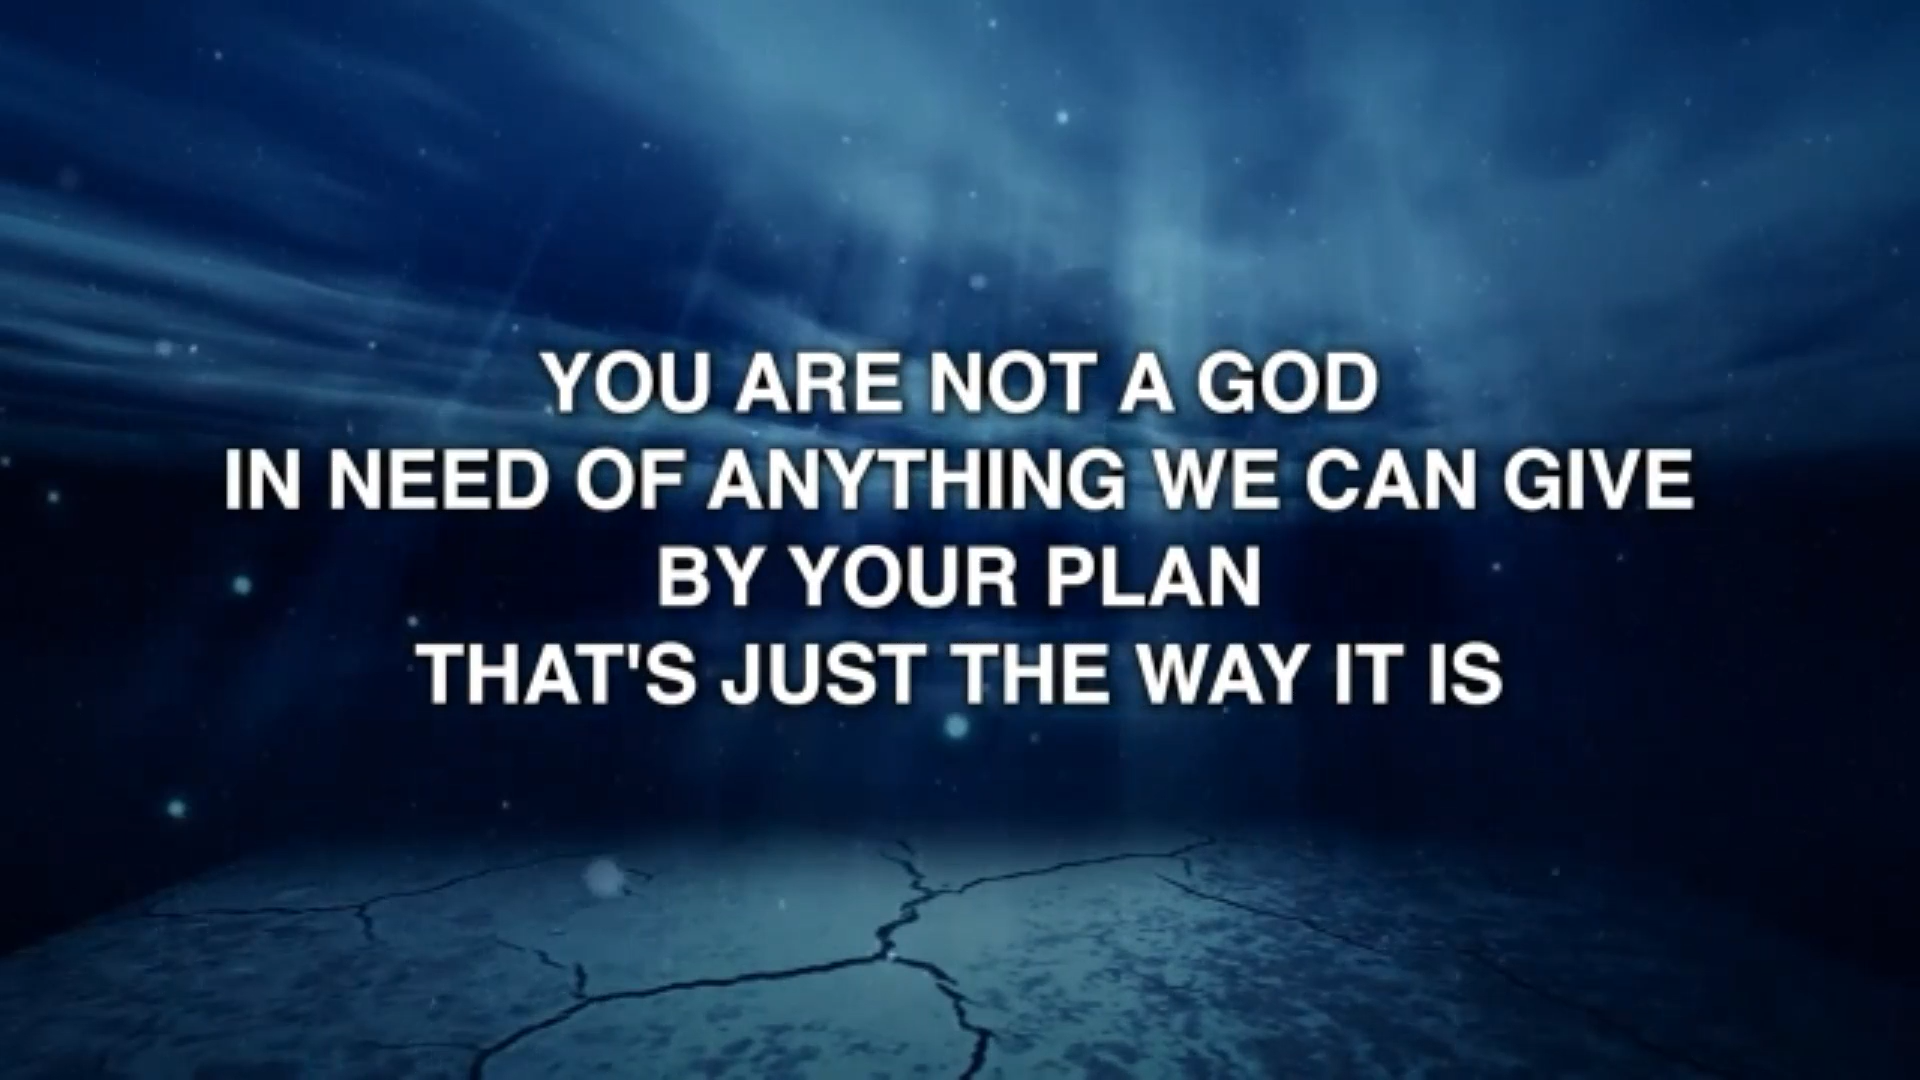 YOU ARE NOT A GOD
IN NEED OF ANYTHING WE CAN GIVE
BY YOUR PLAN
THAT'S JUST THE WAY IT IS